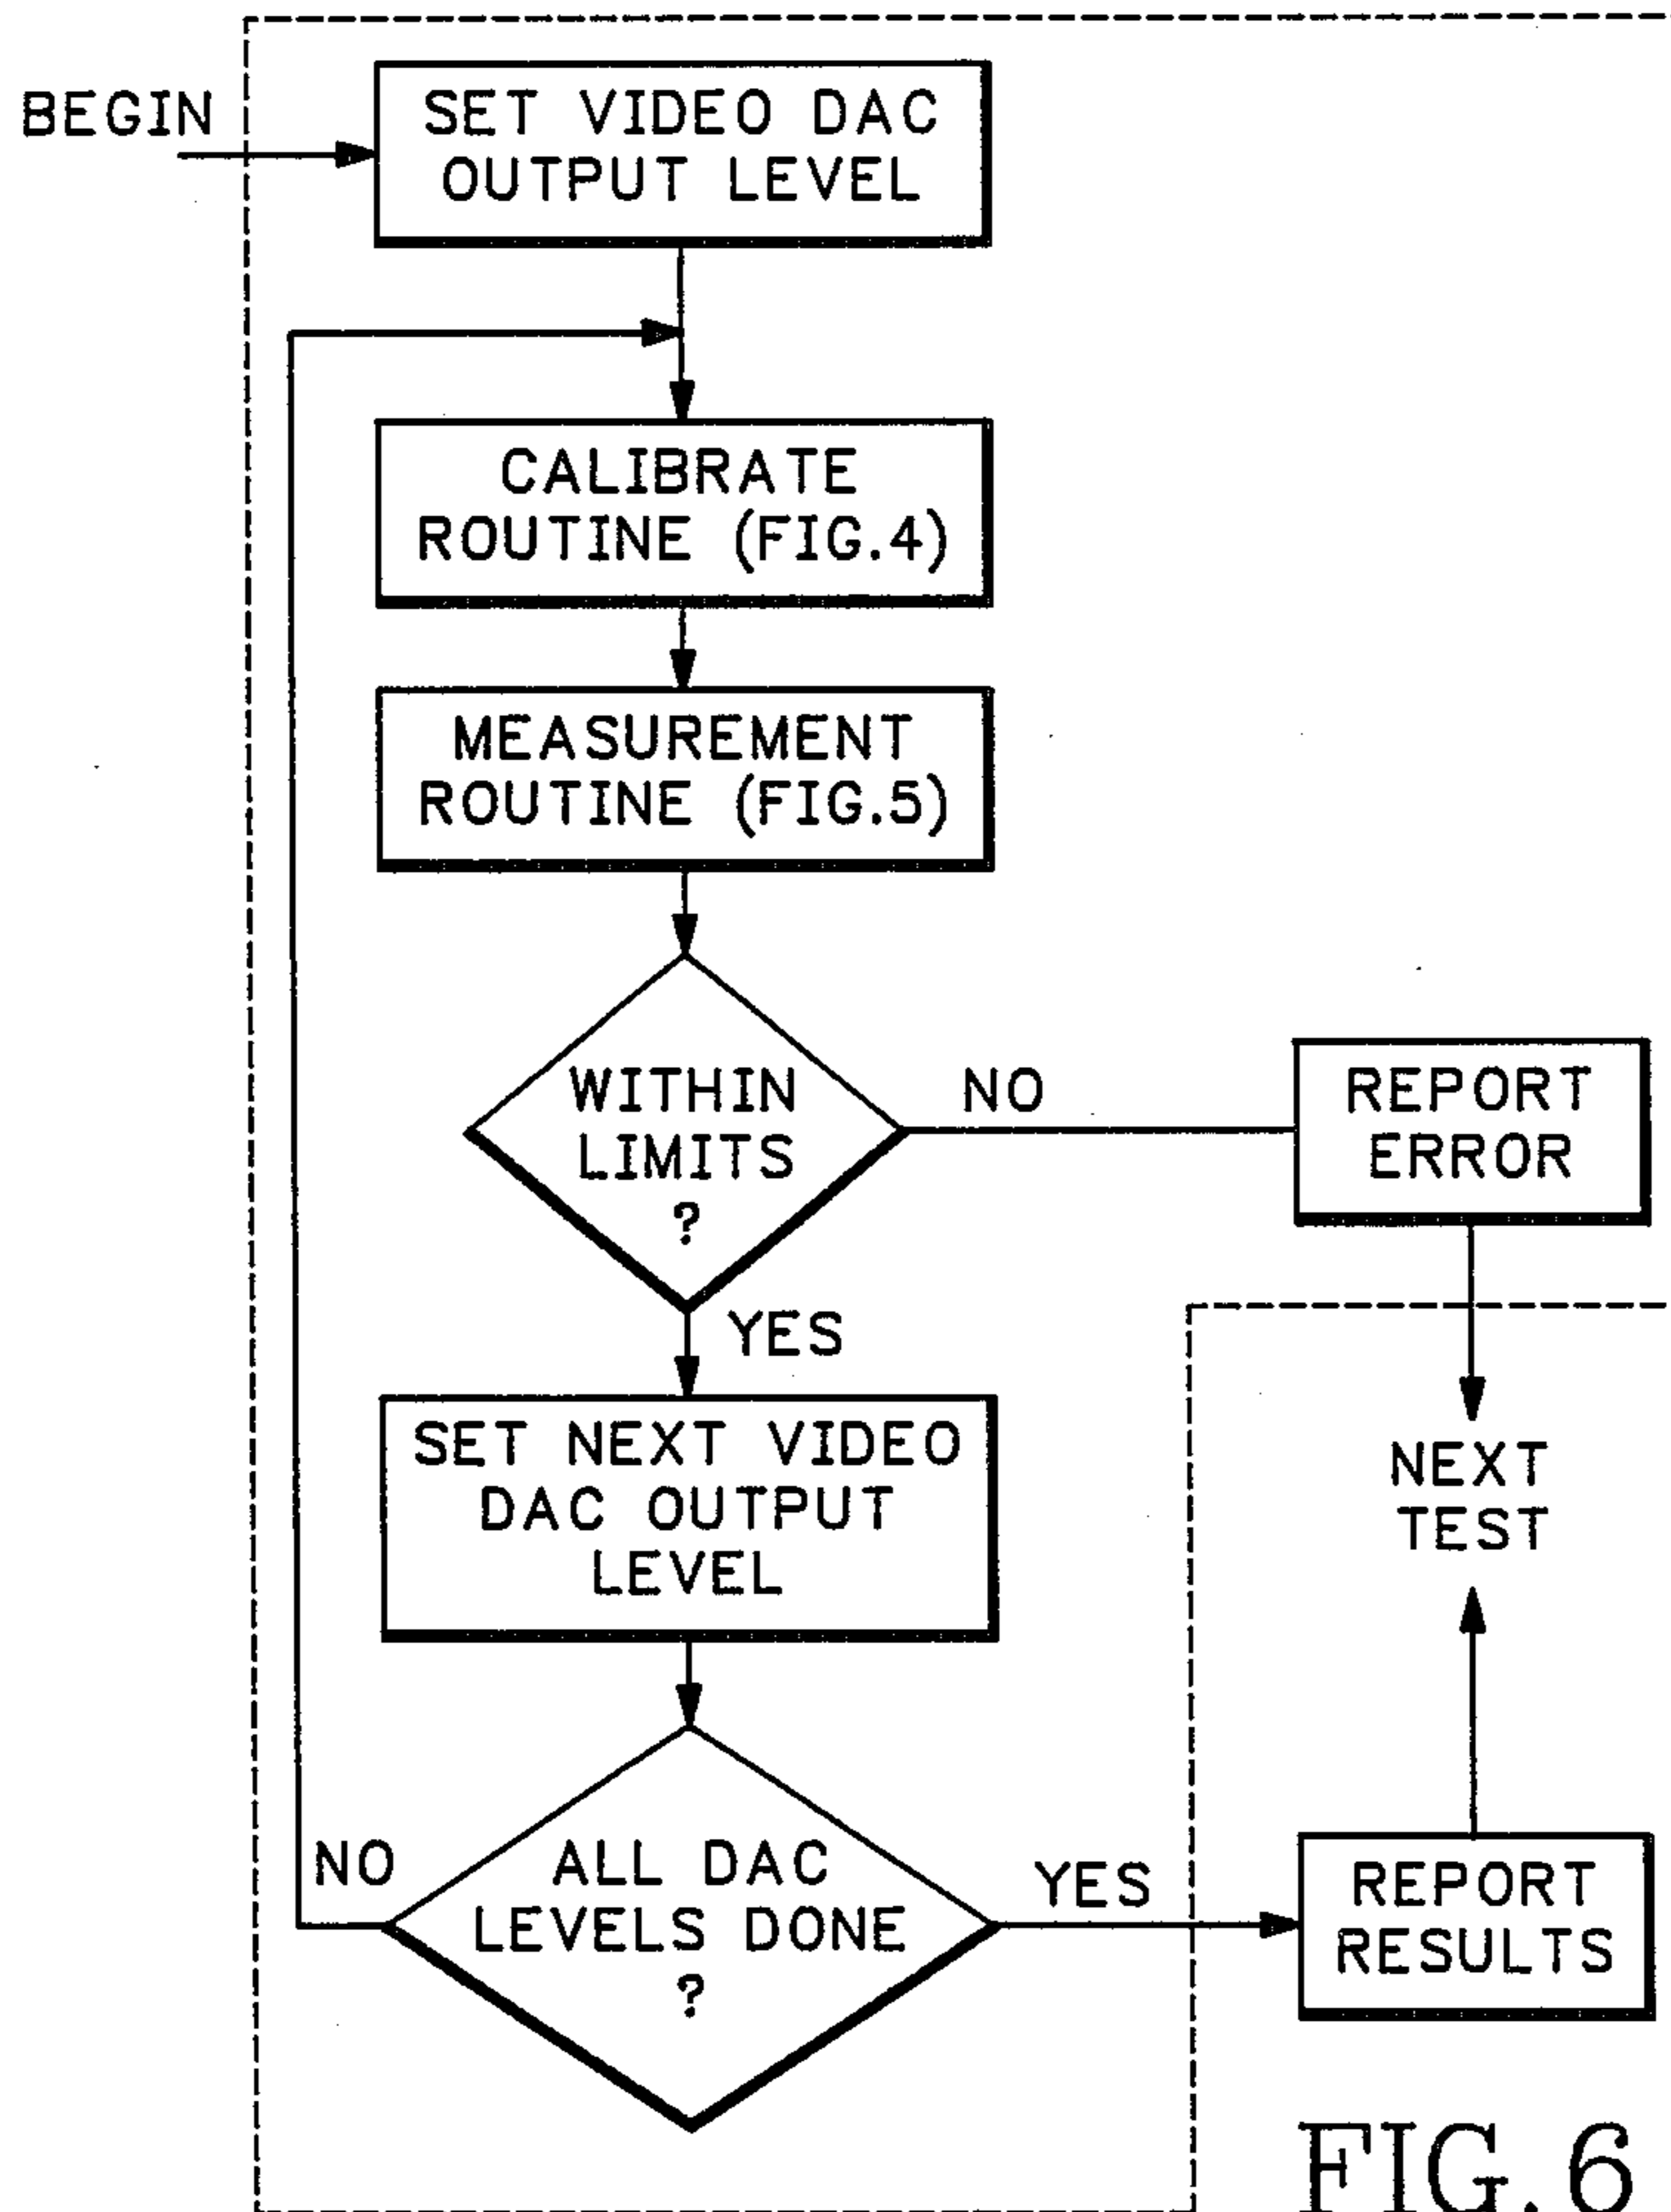 BEGIN
SET VIDEO DAC
OUTPUT LEVEL
CALIBRATE
ROUTINE (FIG.4)
MEASUREMENT
ROUTINE (FIG.5)
WITHIN
LIMITS
?
NO
REPORT
ERROR
YES
SET NEXT VIDEO
DAC OUTPUT
LEVEL
NEXT
TEST
NO
ALL DAC
LEVELS DONE
?
YES
REPORT
RESULTS
FIG.6